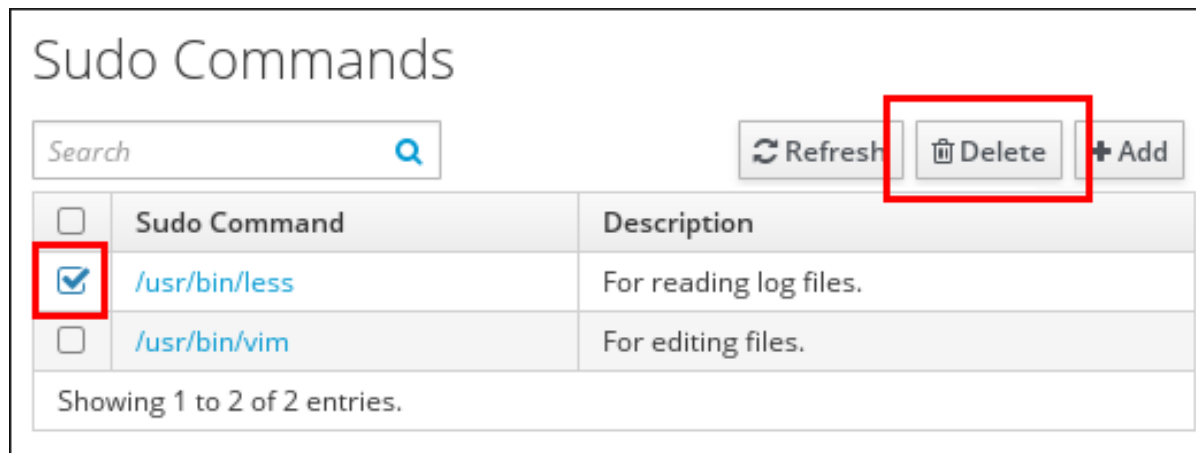 Sudo Commands
Search Refresh Delete Add
Sudo Command Description
/usr/bin/less For reading log files.
/usr/bin/vim For editing files.
Showing 1 to 2 of 2 entries.